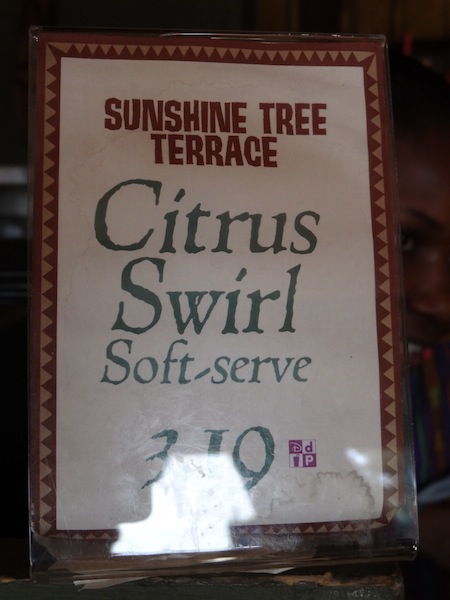 SUNSHINE TREE
TERRACE
Citrus
Swirl
Soft-serve
3.19
D d
P